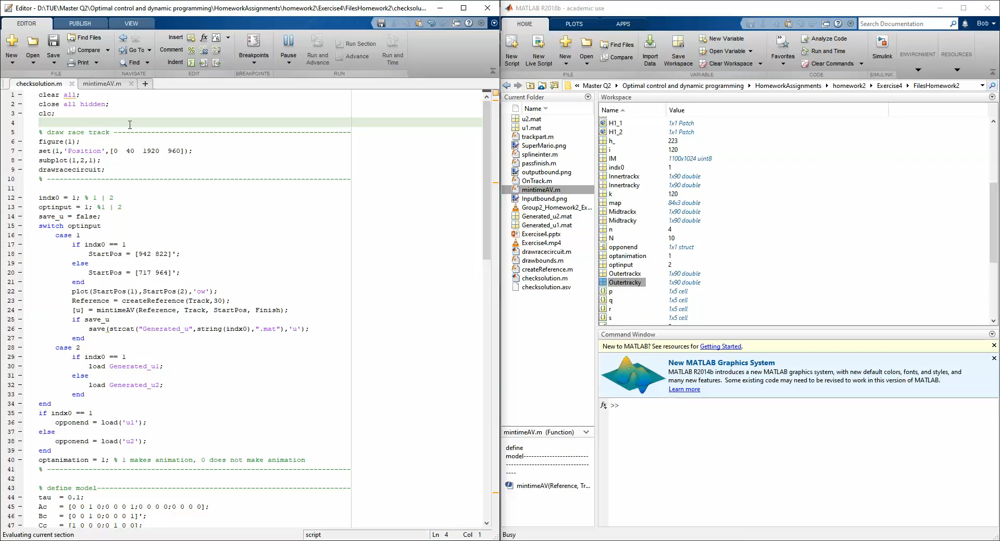 Editor - D:\TUE\Master Q2\Optimal control and dynamic programming\HomeworkAssignments\homework2\Exercise4\FilesHomework2\checksolu...
EDITOR PUBLISH VIEW
New Open Save Find Files Compare Print
Go To Find
Insert fx
Comment
Indent
Breakpoints
Pause Run and Advance Run Section Advance Run and Time
FILE NAVIGATE EDIT BREAKPOINTS RUN
checksolution.m mintimeAV.m
1 clear all;
2 close all hidden;
3 clc;
4
5 % draw race track ---------------------------------------------------------
6 figure(1);
7 set(1,'Position',[0 40 1920 960]);
8 subplot(1,2,1);
9 drawracecircuit;
10 % -------------------------------------------------------------------------
11
12 indx0 = 1; % 1 | 2
13 optinput = 1; %1 | 2
14 save_u = false;
15 switch optinput
16 case 1
17 if indx0 == 1
18 StartPos = [942 822]';
19 else
20 StartPos = [717 964]';
21 end
22 plot(StartPos(1),StartPos(2),'ow');
23 Reference = createReference(Track,30);
24 [u] = mintimeAV(Reference, Track, StartPos, Finish);
25 if save_u
26 save(strcat("Generated_u",string(indx0),".mat"),'u');
27 end
28 case 2
29 if indx0 == 1
30 load Generated_u1;
31 else
32 load Generated_u2;
33 end
34 end
35 if indx0 == 1
36 opponend = load('u1');
37 else
38 opponend = load('u2');
39 end
40 optanimation = 1; % 1 makes animation, 0 does not make animation
41 % -------------------------------------------------------------------------
42
43 % define model-------------------------------------------------------------
44 tau = 0.1;
45 Ac = [0 0 1 0;0 0 0 1;0 0 0 0;0 0 0 0];
46 Bc = [0 0 1 0;0 0 0 1]';
47 Cc = [1 0 0 0;0 1 0 0];
Evaluating current section script Ln 4 Col 1
MATLAB R2018b - academic use
HOME PLOTS APPS
Search Documentation Bob
New Script New Live Script New Open Find Files Compare
Import Data Save Workspace New Variable Open Variable Clear Workspace
Favorites Analyze Code Run and Time Clear Commands
Simulink ENVIRONMENT RESOURCES
FILE VARIABLE CODE SIMULINK
« Master Q2 Optimal control and dynamic programming HomeworkAssignments homework2 Exercise4 FilesHomework2
Current Folder
Name
u2.mat
u1.mat
trackpart.m
SuperMario.png
splineinter.m
passfinish.m
outputbound.png
OnTrack.m
mintimeAV.m
Inputbound.png
Group2_Homework2_Ex...
Generated_u2.mat
Generated_u1.mat
Exercise4.pptx
Exercise4.mp4
drawracecircuit.m
drawbounds.m
createReference.m
checksolution.m
checksolution.asv
mintimeAV.m (Function)
define
model-------------------------
--------------------------------
----
mintimeAV(Reference, Tr...
Workspace
Name Value
H1_1 1x1 Patch
H1_2 1x1 Patch
h_ 223
i 120
IM 1100x1024 uint8
indx0 1
Innertrackx 1x90 double
Innertracky 1x90 double
k 120
map 84x3 double
Midtrackx 1x90 double
Midtracky 1x90 double
n 4
N 10
opponend 1x1 struct
optanimation 1
optinput 2
Outertrackx 1x90 double
Outertracky 1x90 double
p 1x5 cell
q 1x5 cell
r 1x5 cell
s 1x5 cell
Command Window
New to MATLAB? See resources for Getting Started.
New MATLAB Graphics System
MATLAB R2014b introduces a new MATLAB graphics system, with new default colors, fonts, and styles, and
many new features. Some existing code may need to be revised to work in this version of MATLAB.
Learn more
fx >>
Busy